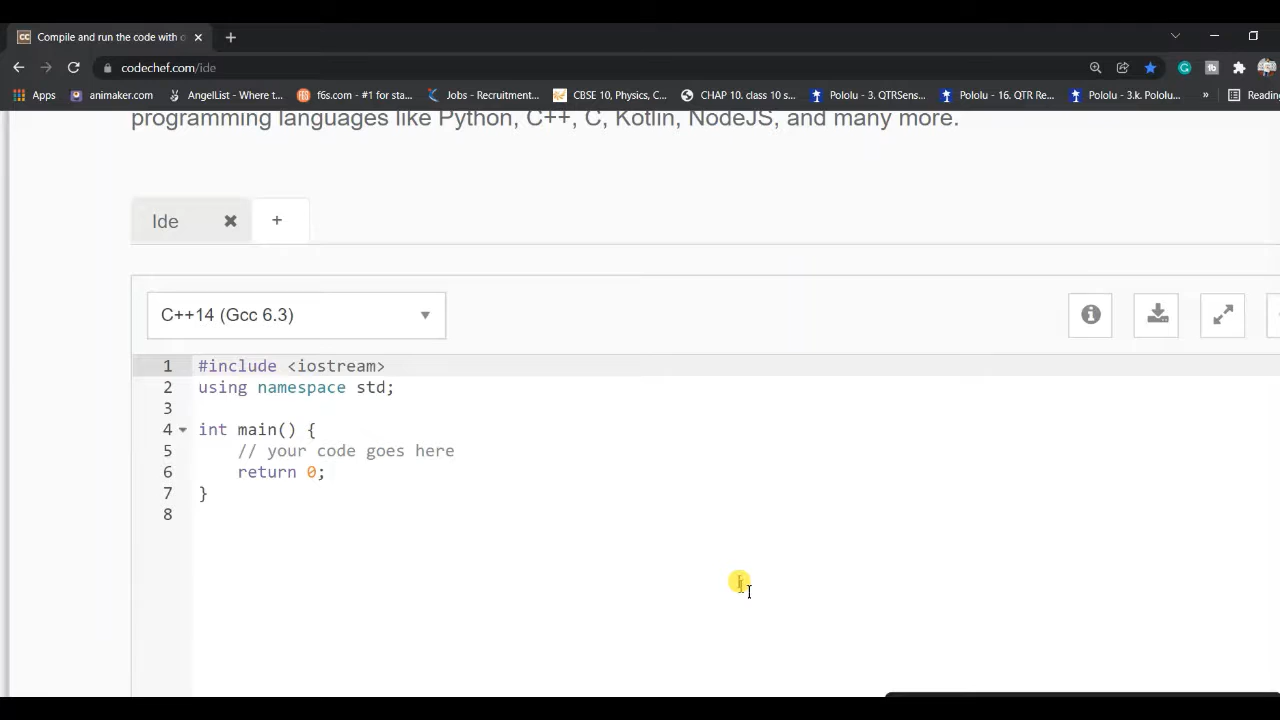 Compile and run the code with o
codechef.com/ide
Apps animaker.com AngelList - Where t... f6s.com - #1 for sta... Jobs - Recruitment... CBSE 10, Physics, C... CHAP 10. class 10 s... Pololu - 3. QTRSens... Pololu - 16. QTR Re... Pololu - 3.k. Pololu... » Reading
programming languages like Python, C++, C, Kotlin, NodeJS, and many more.
Ide
C++14 (Gcc 6.3)
1 #include <iostream>
2 using namespace std;
3
4 int main() {
5 // your code goes here
6 return 0;
7 }
8